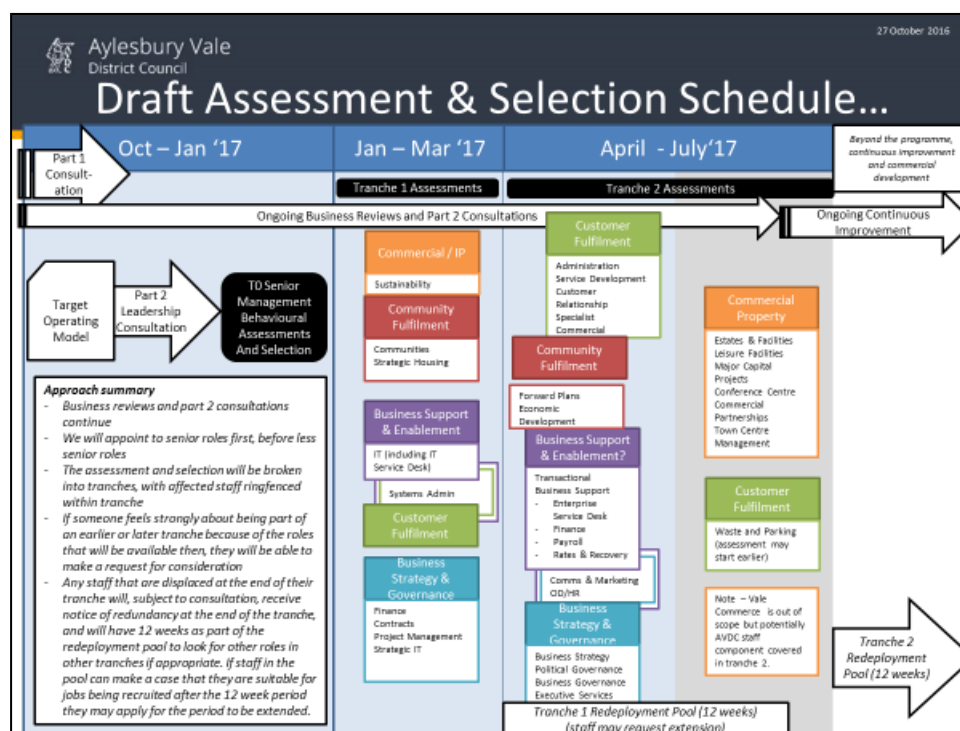 27 October 2016
Aylesbury Vale
District Council
Draft Assessment & Selection Schedule...
Part 1
Consult-
ation
Oct – Jan ‘17
Jan – Mar ‘17
April - July‘17
Beyond the programme,
continuous improvement
and commercial
development
Tranche 1 Assessments
Tranche 2 Assessments
Ongoing Business Reviews and Part 2 Consultations
Ongoing Continuous
Improvement
Target
Operating
Model
Part 2
Leadership
Consultation
T0 Senior
Management
Behavioural
Assessments
And Selection
Approach summary
- Business reviews and part 2 consultations
continue
- We will appoint to senior roles first, before less
senior roles
- The assessment and selection will be broken
into tranches, with affected staff ringfenced
within tranche
- If someone feels strongly about being part of
an earlier or later tranche because of the roles
that will be available then, they will be able to
make a request for consideration
- Any staff that are displaced at the end of their
tranche will, subject to consultation, receive
notice of redundancy at the end of the tranche,
and will have 12 weeks as part of the
redeployment pool to look for other roles in
other tranches if appropriate. If staff in the
pool can make a case that they are suitable for
jobs being recruited after the 12 week period
they may apply for the period to be extended.
Commercial / IP
Sustainability
Community
Fulfilment
Communities
Strategic Housing
Business Support
& Enablement
IT (including IT
Service Desk)
Systems Admin
Customer
Fulfilment
Business
Strategy &
Governance
Finance
Contracts
Project Management
Strategic IT
Customer
Fulfilment
Administration
Service Development
Customer
Relationship
Specialist
Commercial
Community
Fulfilment
Forward Plans
Economic
Development
Business Support
& Enablement?
Transactional
Business Support
- Enterprise
Service Desk
- Finance
- Payroll
- Rates & Recovery
Comms & Marketing
OD/HR
Business
Strategy &
Governance
Business Strategy
Political Governance
Business Governance
Executive Services
Tranche 1 Redeployment Pool (12 weeks)
(staff may request extension)
Commercial
Property
Estates & Facilities
Leisure Facilities
Major Capital
Projects
Conference Centre
Commercial
Partnerships
Town Centre
Management
Customer
Fulfilment
Waste and Parking
(assessment may
start earlier)
Note – Vale
Commerce is out of
scope but potentially
AVDC staff
component covered
in tranche 2.
Tranche 2
Redeployment
Pool (12 weeks)